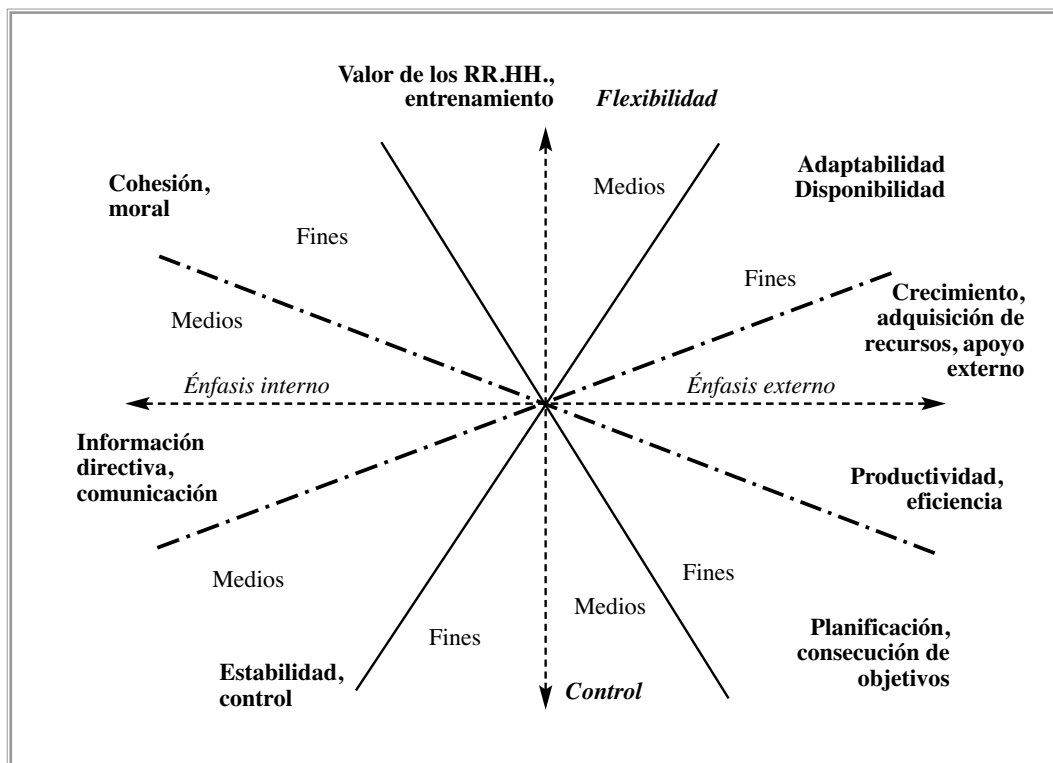 Valor de los RR.HH.,
entrenamiento
Flexibilidad
Cohesión,
moral
Medios
Adaptabilidad
Disponibilidad
Fines
Fines
Medios
Crecimiento,
adquisición de
recursos, apoyo
externo
Énfasis interno
Énfasis externo
Información
directiva,
comunicación
Productividad,
eficiencia
Medios
Fines
Medios
Fines
Planificación,
consecución de
objetivos
Estabilidad,
control
Control